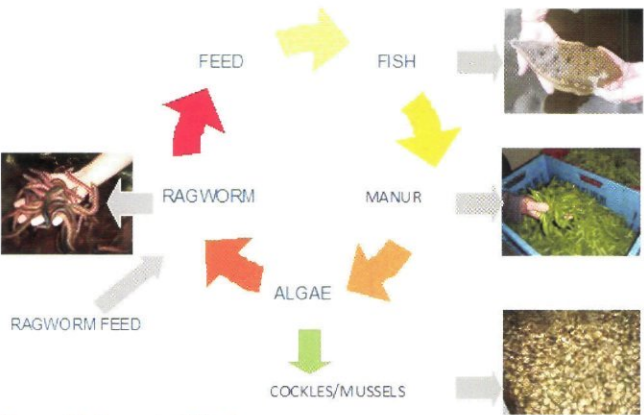 FEED
FISH
RAGWORM
MANUR
ALGAE
RAGWORM FEED
COCKLES/MUSSELS